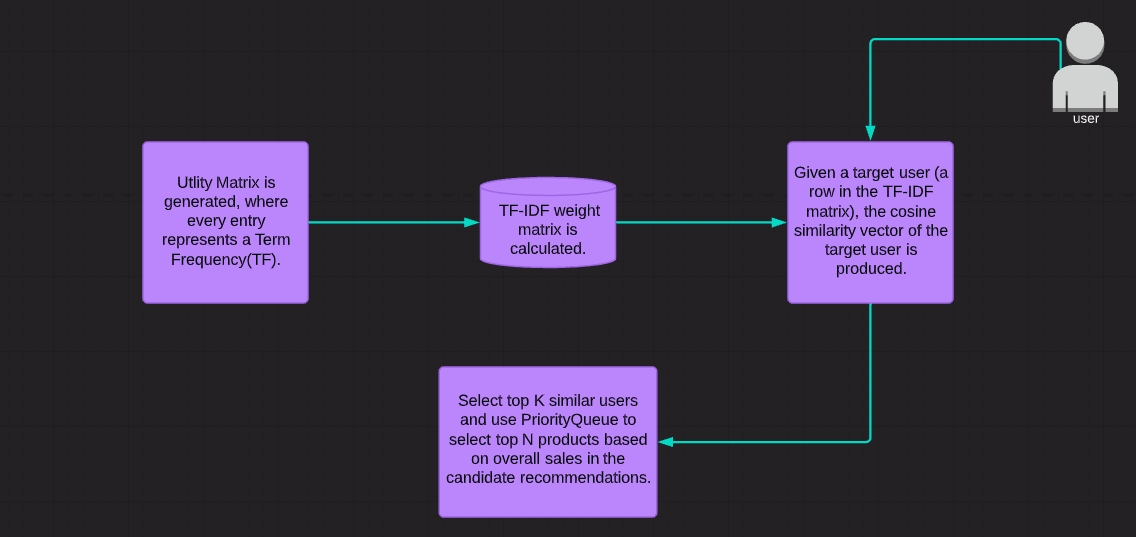 user
Utlity Matrix is
generated, where
every entry
represents a Term
Frequency(TF).
TF-IDF weight
matrix is
calculated.
Given a target user (a
row in the TF-IDF
matrix), the cosine
similarity vector of the
target user is
produced.
Select top K similar users
and use PriorityQueue to
select top N products based
on overall sales in the
candidate recommendations.